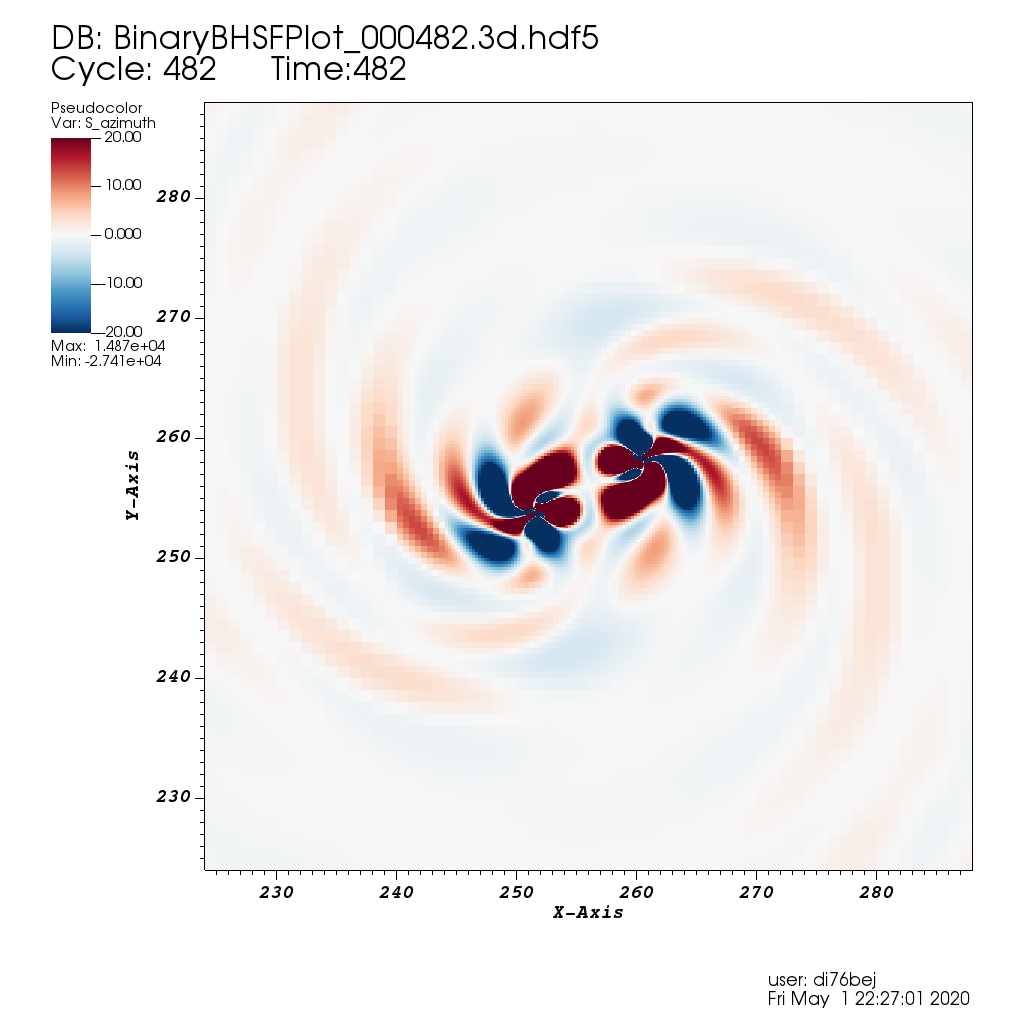 DB: BinaryBHSFPlot_000482.3d.hdf5
Cycle: 482 Time:482
Pseudocolor
Var: S_azimuth
20.00
10.00
0.000
-10.00
-20.00
Max: 1.487e+04
Min: -2.741e+04
280
270
260
250
240
230
Y-Axis
230 240 250 260 270 280
X-Axis
user: di76bej
Fri May 1 22:27:01 2020